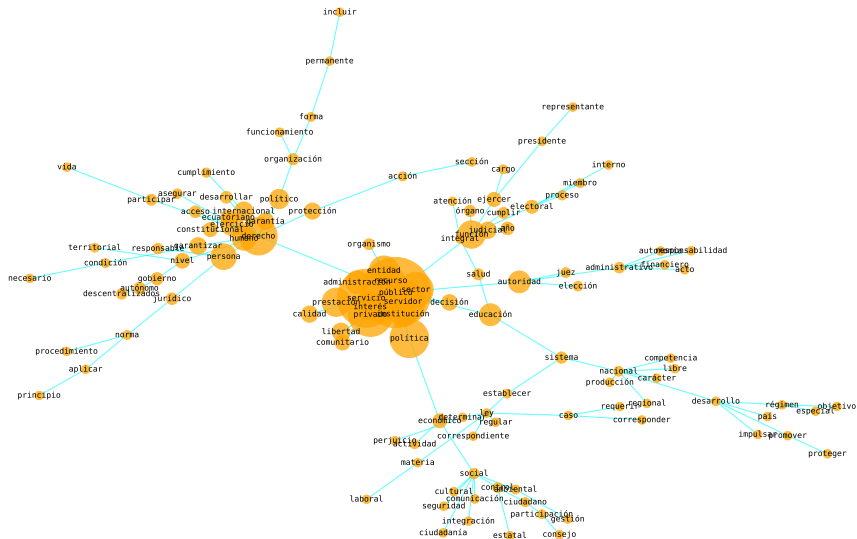 incluir
permanente
representante
forma
funcionamiento
presidente
organización
sección
interno
vida
cargo
cumplimiento
acción
miembro
asegurar
proceso
participar
desarrollar
político
ejercer
atención
electoral
acceso
internacional
protección
órgano
cumplir
ecuatoriano
garantía
ejercicio
constitucional
judicial
año
humano
derecho
función
integral
organismo
territorial
responsable
garantizar
autonomía
responsabilidad
persona
nivel
condición
financiero
administrativo
acto
entidad
juez
salud
necesario
gobierno
recurso
administración
autoridad
autónomo
elección
sector
descentralizados
público
jurídico
servicio
servidor
prestación
decisión
interés
calidad
privado
institución
educación
libertad
norma
política
comunitario
procedimiento
sistema
competencia
aplicar
nacional
libre
carácter
producción
principio
establecer
desarrollo
regional
régimen
requerir
objetivo
especial
ley
caso
país
determinar
económico
regular
corresponder
correspondiente
impulsar
promover
perjuicio
actividad
proteger
materia
social
control
ambiental
cultural
laboral
comunicación
ciudadano
seguridad
participación
gestión
integración
ciudadanía
estatal
consejo